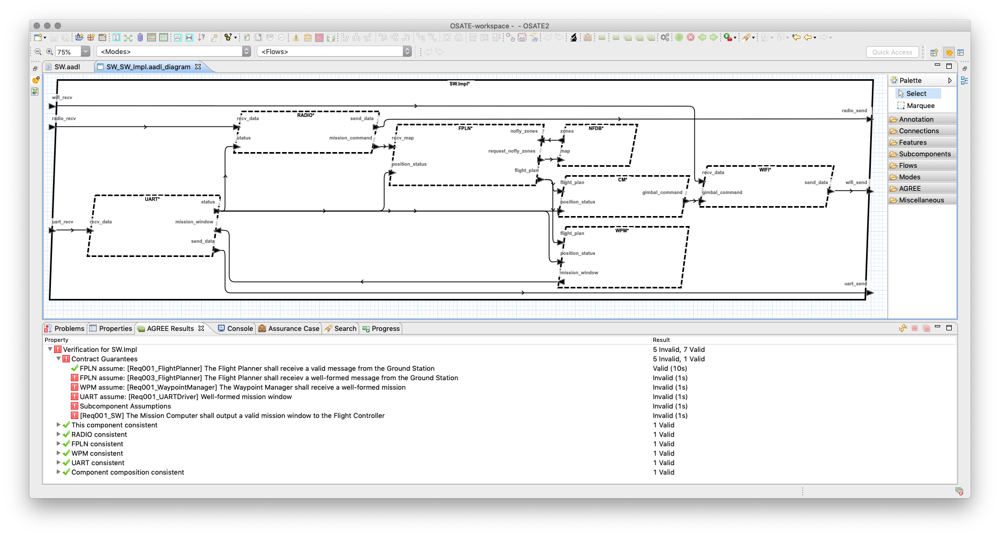 OSATE-workspace - - OSATE2
75%
<Modes>
<Flows>
Quick Access
SW.aadl
SW_SW_Impl.aadl_diagram
SW.Impl*
wifi_recv
radio_recv
uart_recv
RADIO*
recv_data
send_data
status
mission_command
FPLN*
recv_map
nofly_zones
request_nofly_zones
position_status
flight_plan
NFDB*
zones
map
CM*
flight_plan
gimbal_command
position_status
WIFI*
recv_data
send_data
gimbal_command
radio_send
wifi_send
UART*
status
recv_data
mission_window
send_data
WPM*
flight_plan
position_status
mission_window
uart_send
Palette
Select
Marquee
Annotation
Connections
Features
Subcomponents
Flows
Modes
AGREE
Miscellaneous
Problems
Properties
AGREE Results
Console
Assurance Case
Search
Progress
Property Result
Verification for SW.Impl 5 Invalid, 7 Valid
Contract Guarantees 5 Invalid, 1 Valid
FPLN assume: [Req001_FlightPlanner] The Flight Planner shall receive a valid message from the Ground Station Valid (10s)
FPLN assume: [Req003_FlightPlanner] The Flight Planner shall receiev a well-formed message from the Ground Station Invalid (1s)
WPM assume: [Req001_WaypointManager] The Waypoint Manager shall receive a well-formed mission Invalid (1s)
UART assume: [Req001_UARTDriver] Well-formed mission window Invalid (1s)
Subcomponent Assumptions Invalid (1s)
[Req001_SW] The Mission Computer shall output a valid mission window to the Flight Controller Invalid (1s)
This component consistent 1 Valid
RADIO consistent 1 Valid
FPLN consistent 1 Valid
WPM consistent 1 Valid
UART consistent 1 Valid
Component composition consistent 1 Valid